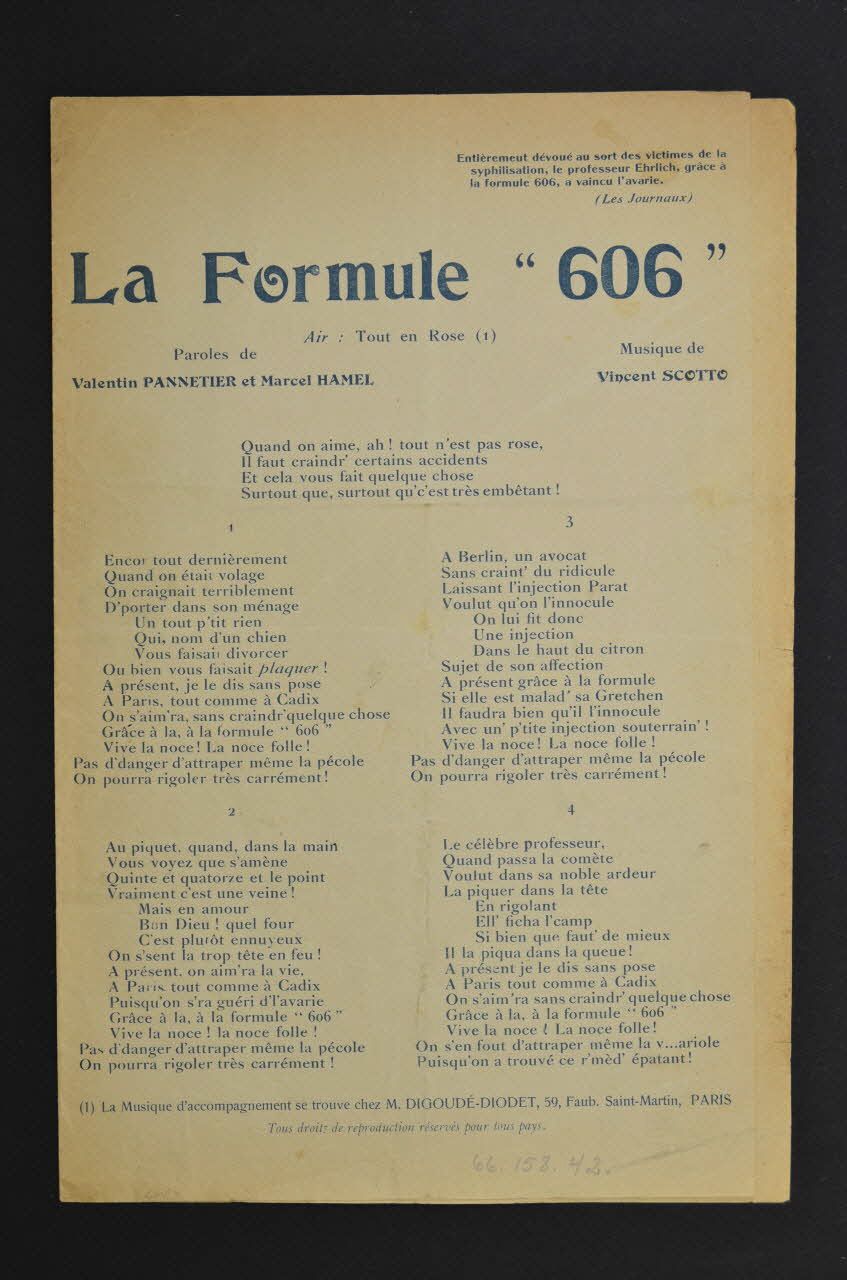 Entièremeut dévoué au sort des victimes de la
syphilisation, le professeur Ehrlich, grâce à
la formule 606, a vaincu l'avarie.
(Les Journaux)
La Formule “ 606 ”
Air : Tout en Rose (1)
Paroles de
Valentin PANNETIER et Marcel HAMEL
Musique de
Vincent SCOTTO
Quand on aime, ah ! tout n'est pas rose,
Il faut craindr' certains accidents
Et cela vous fait quelque chose
Surtout que, surtout qu'c'est très embêtant !
1
Encor tout dernièrement
Quand on était volage
On craignait terriblement
D'porter dans son ménage
Un tout p'tit rien
Qui, nom d'un chien
Vous faisait divorcer
Ou bien vous faisait plaquer !
A présent, je le dis sans pose
A Paris, tout comme à Cadix
On s'aim'ra, sans craindr'quelque chose
Grâce à la, à la formule “ 606 ”
Vive la noce ! La noce folle !
Pas d'danger d'attraper même la pécole
On pourra rigoler très carrément !
2
Au piquet, quand, dans la main
Vous voyez que s'amène
Quinte et quatorze et le point
Vraiment c'est une veine !
Mais en amour
Bon Dieu ! quel four
C'est plutôt ennuyeux
On s'sent la trop tête en feu !
A présent, on aim'ra la vie,
A Paris tout comme à Cadix
Puisqu'on s'ra guéri d'l'avarie
Grâce à la, à la formule “ 606 ”
Vive la noce ! la noce folle !
Pas d'danger d'attraper même la pécole
On pourra rigoler très carrément !
3
A Berlin, un avocat
Sans craint' du ridicule
Laissant l'injection Parat
Voulut qu'on l'innocule
On lui fit donc
Une injection
Dans le haut du citron
Sujet de son affection
A présent grâce à la formule
Si elle est malad' sa Gretchen
Il faudra bien qu'il l'innocule
Avec un' p'tite injection souterrain' !
Vive la noce ! La noce folle !
Pas d'danger d'attraper même la pécole
On pourra rigoler très carrément !
4
Le célèbre professeur,
Quand passa la comète
Voulut dans sa noble ardeur
La piquer dans la tête
En rigolant
Ell' ficha l'camp
Si bien que faut' de mieux
Il la piqua dans la queue !
A présent je le dis sans pose
A Paris tout comme à Cadix
On s'aim'ra sans craindr' quelque chose
Grâce à la, à la formule “ 606 ”
Vive la noce ! La noce folle !
On s'en fout d'attraper même la v...ariole
Puisqu'on a trouvé ce r'mèd' épatant !
(1) La Musique d'accompagnement se trouve chez M. DIGOUDÉ-DIODET, 59, Faub. Saint-Martin, PARIS
Tous droits de reproduction réservés pour tous pays.
66.158.42.